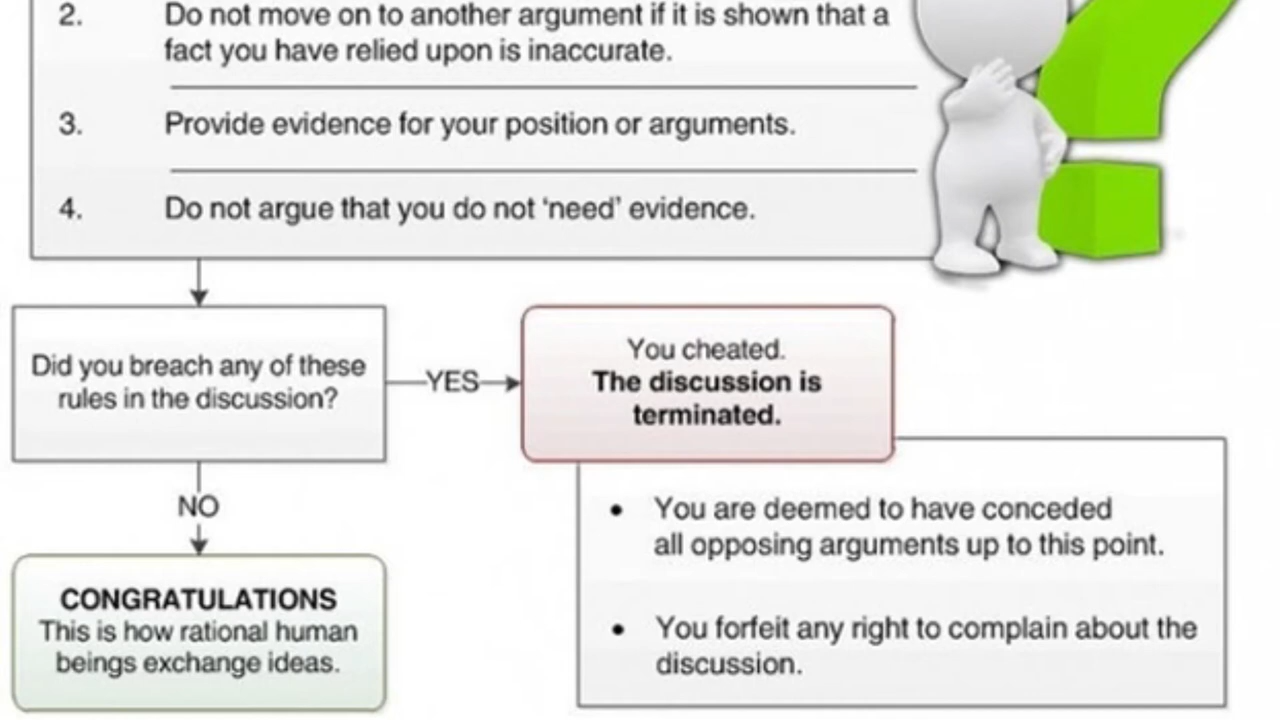 2. Do not move on to another argument if it is shown that a
fact you have relied upon is inaccurate.
3. Provide evidence for your position or arguments.
4. Do not argue that you do not ‘need’ evidence.
Did you breach any of these
rules in the discussion?
YES
You cheated.
The discussion is
terminated.
• You are deemed to have conceded
all opposing arguments up to this point.
• You forfeit any right to complain about the
discussion.
NO
CONGRATULATIONS
This is how rational human
beings exchange ideas.